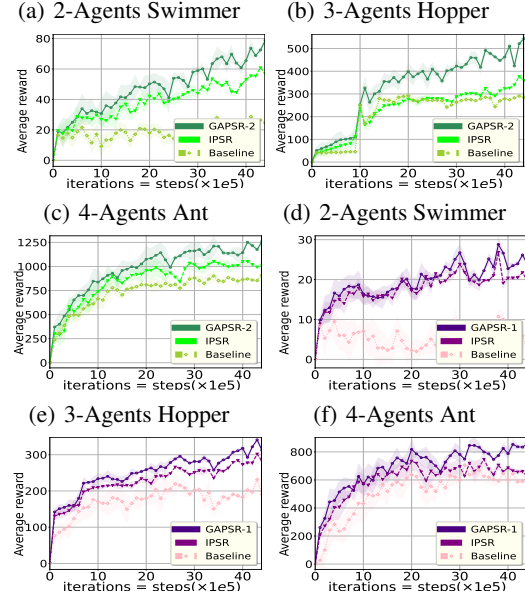 (a) 2-Agents Swimmer
Average reward
80
60
40
20
0
0 10 20 30 40
iterations = steps(×1e5)
GAPSR-2
IPSR
Baseline
(b) 3-Agents Hopper
Average reward
500
400
300
200
100
0
0 10 20 30 40
iterations = steps(×1e5)
GAPSR-2
IPSR
Baseline
(c) 4-Agents Ant
Average reward
1250
1000
750
500
250
0
0 10 20 30 40
iterations = steps(×1e5)
GAPSR-2
IPSR
Baseline
(d) 2-Agents Swimmer
Average reward
30
20
10
0
0 10 20 30 40
iterations = steps(×1e5)
GAPSR-1
IPSR
Baseline
(e) 3-Agents Hopper
Average reward
300
200
100
0
0 10 20 30 40
iterations = steps(×1e5)
GAPSR-1
IPSR
Baseline
(f) 4-Agents Ant
Average reward
800
600
400
200
0
0 10 20 30 40
iterations = steps(×1e5)
GAPSR-1
IPSR
Baseline